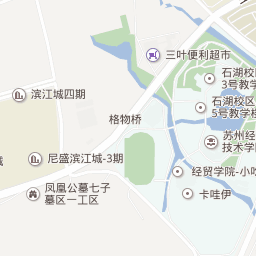 三叶便利超市
石湖校
3号教学
滨江城四期
石湖校区
5号教学楼
格物桥
苏州经
技术学
城
尼盛滨江城-3期
经贸学院-小吃
凤凰公墓七子
墓区一工区
卡哇伊